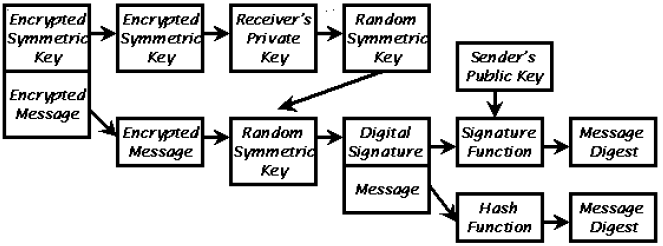 Encrypted
Symmetric
Key
Encrypted
Symmetric
Key
Receiver's
Private
Key
Random
Symmetric
Key
Sender's
Public Key
Encrypted
Message
Encrypted
Message
Random
Symmetric
Key
Digital
Signature
Message
Signature
Function
Message
Digest
Hash
Function
Message
Digest